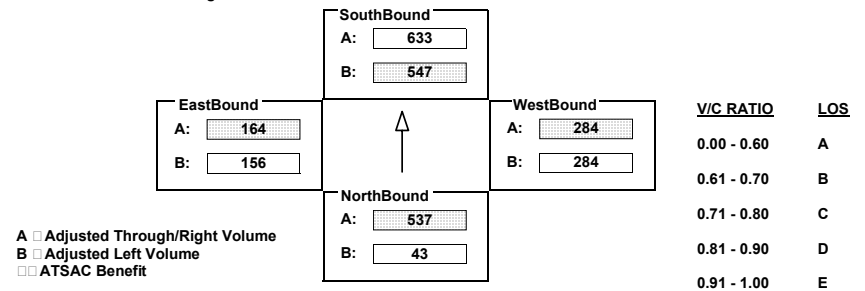 SouthBound
A: 633
B: 547
EastBound
A: 164
B: 156
WestBound
A: 284
B: 284
NorthBound
A: 537
B: 43
A □ Adjusted Through/Right Volume
B □ Adjusted Left Volume
□□ ATSAC Benefit
V/C RATIO LOS
0.00 - 0.60 A
0.61 - 0.70 B
0.71 - 0.80 C
0.81 - 0.90 D
0.91 - 1.00 E